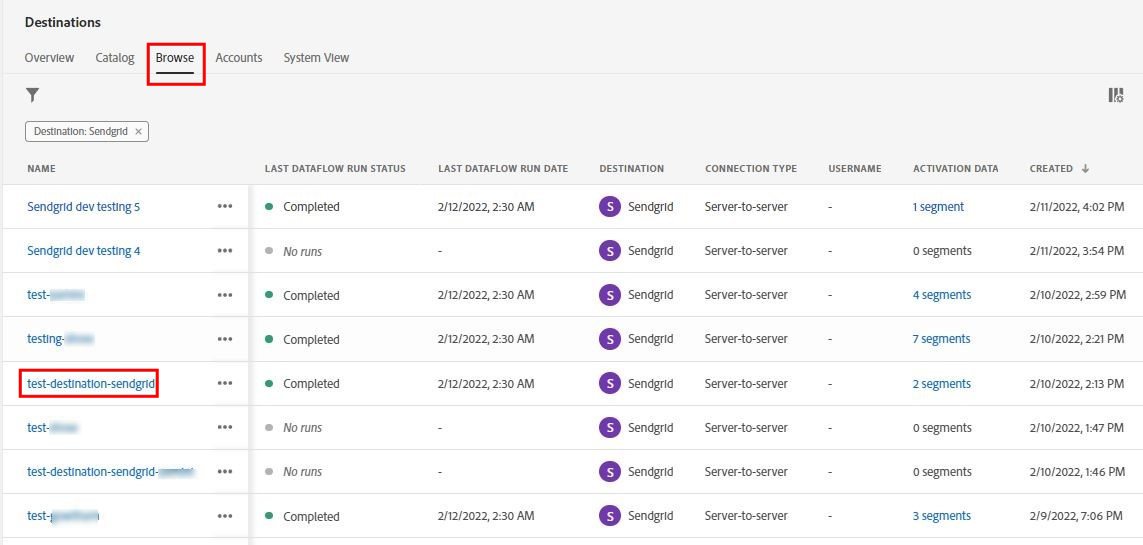 Destinations
Overview Catalog Browse Accounts System View
Destination: Sendgrid ×
NAME LAST DATAFLOW RUN STATUS LAST DATAFLOW RUN DATE DESTINATION CONNECTION TYPE USERNAME ACTIVATION DATA CREATED ↓
Sendgrid dev testing 5 ••• Completed 2/12/2022, 2:30 AM S Sendgrid Server-to-server - 1 segment 2/11/2022, 4:02 PM
Sendgrid dev testing 4 ••• No runs - S Sendgrid Server-to-server - 0 segments 2/11/2022, 3:54 PM
test- ••• Completed 2/12/2022, 2:30 AM S Sendgrid Server-to-server - 4 segments 2/10/2022, 2:59 PM
testing- ••• Completed 2/12/2022, 2:30 AM S Sendgrid Server-to-server - 7 segments 2/10/2022, 2:21 PM
test-destination-sendgrid ••• Completed 2/12/2022, 2:30 AM S Sendgrid Server-to-server - 2 segments 2/10/2022, 2:13 PM
test- ••• No runs - S Sendgrid Server-to-server - 0 segments 2/10/2022, 1:47 PM
test-destination-sendgrid- ••• No runs - S Sendgrid Server-to-server - 0 segments 2/10/2022, 1:46 PM
test- ••• Completed 2/12/2022, 2:30 AM S Sendgrid Server-to-server - 3 segments 2/9/2022, 7:06 PM